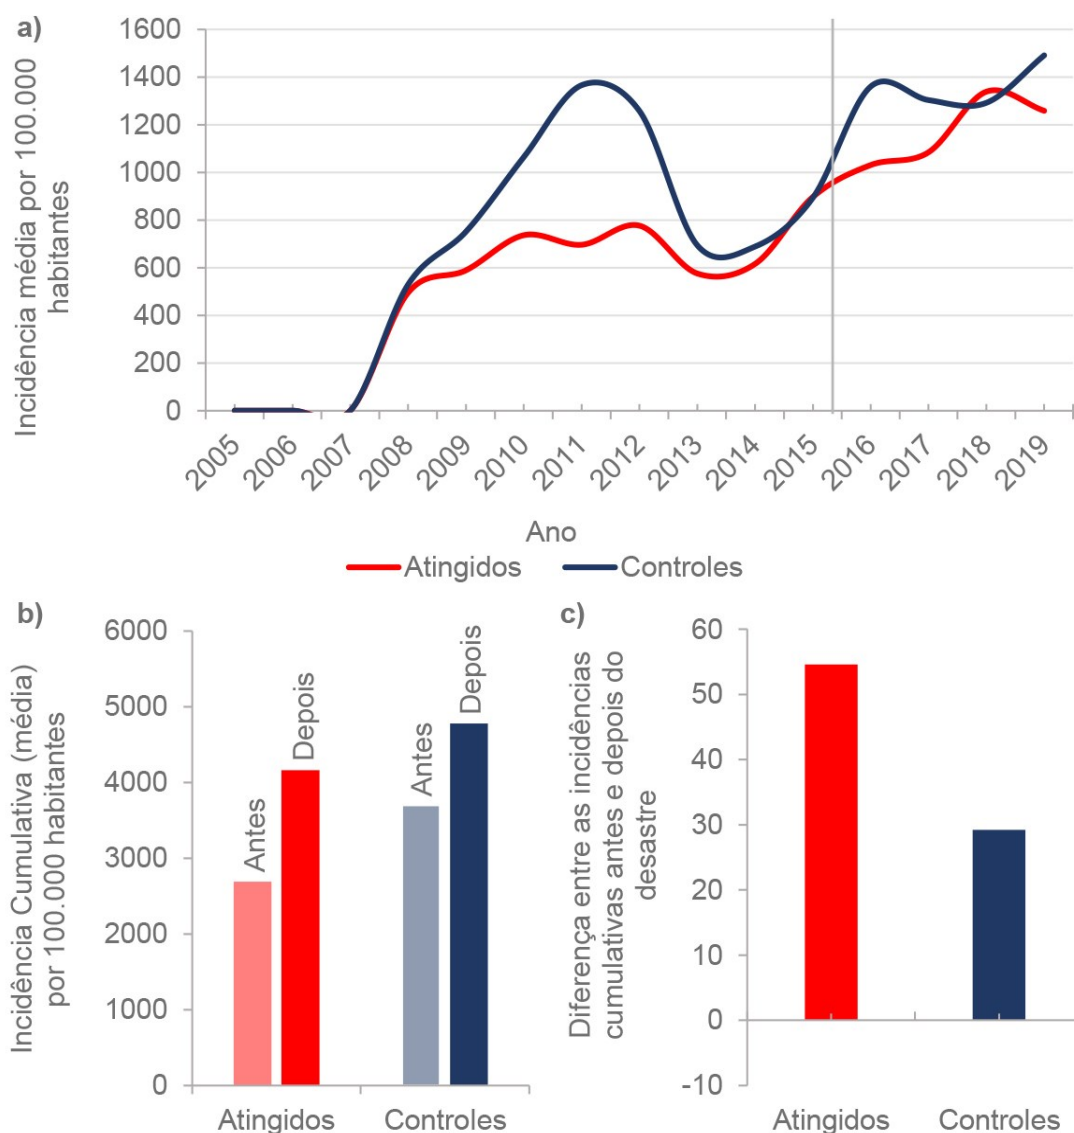 a)
Incidência média por 100.000
habitantes
1600
1400
1200
1000
800
600
400
200
0
2005
2006
2007
2008
2009
2010
2011
2012
2013
2014
2015
2016
2017
2018
2019
Ano
Atingidos
Controles
b)
Incidência Cumulativa (média)
por 100.000 habitantes
6000
5000
4000
3000
2000
1000
0
Antes
Depois
Antes
Depois
Atingidos
Controles
c)
Diferença entre as incidências
cumulativas antes e depois do
desastre
60
50
40
30
20
10
0
-10
Atingidos
Controles